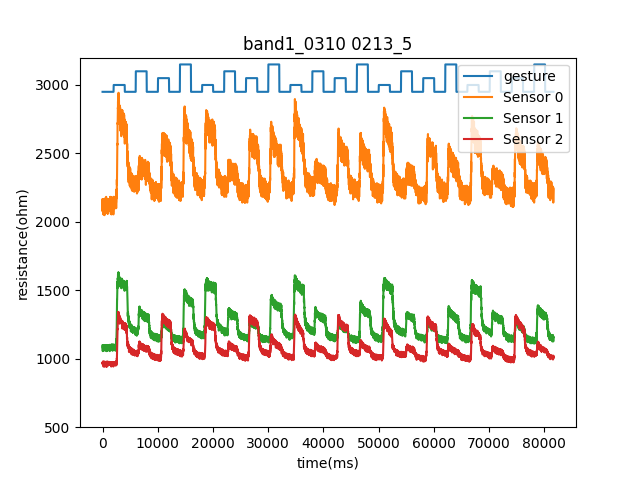 band1_0310 0213_5
gesture
Sensor 0
Sensor 1
Sensor 2
3000
2500
2000
1500
1000
500
resistance(ohm)
0
10000
20000
30000
40000
50000
60000
70000
80000
time(ms)